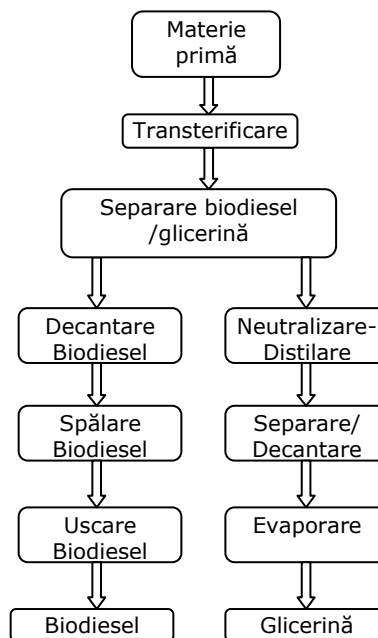 Materie
primă
Transterificare
Separare biodiesel
/glicerină
Decantare
Biodiesel
Neutralizare-
Distilare
Spălare
Biodiesel
Separare/
Decantare
Uscare
Biodiesel
Evaporare
Biodiesel
Glicerină